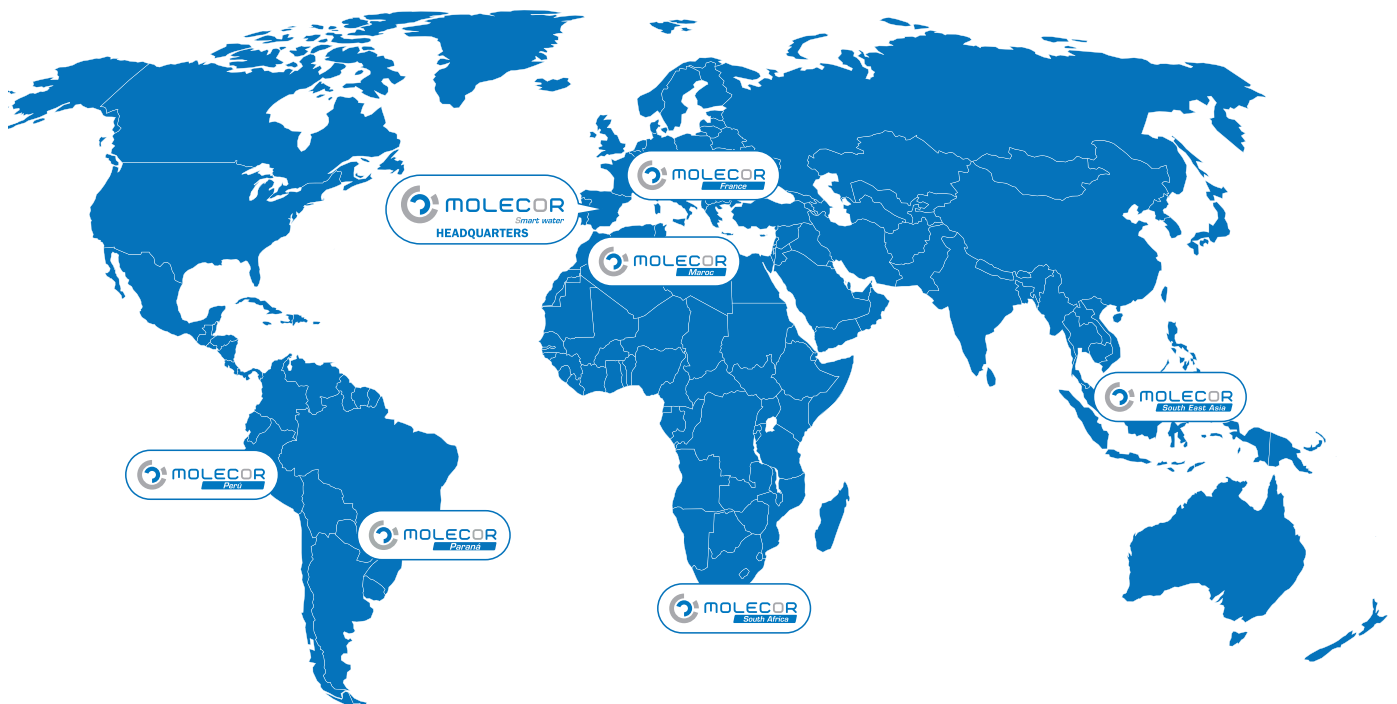 MOLECOR
France
MOLECOR
Smart water
HEADQUARTERS
MOLECOR
Maroc
MOLECOR
South East Asia
MOLECOR
Perú
MOLECOR
Paraná
MOLECOR
South Africa